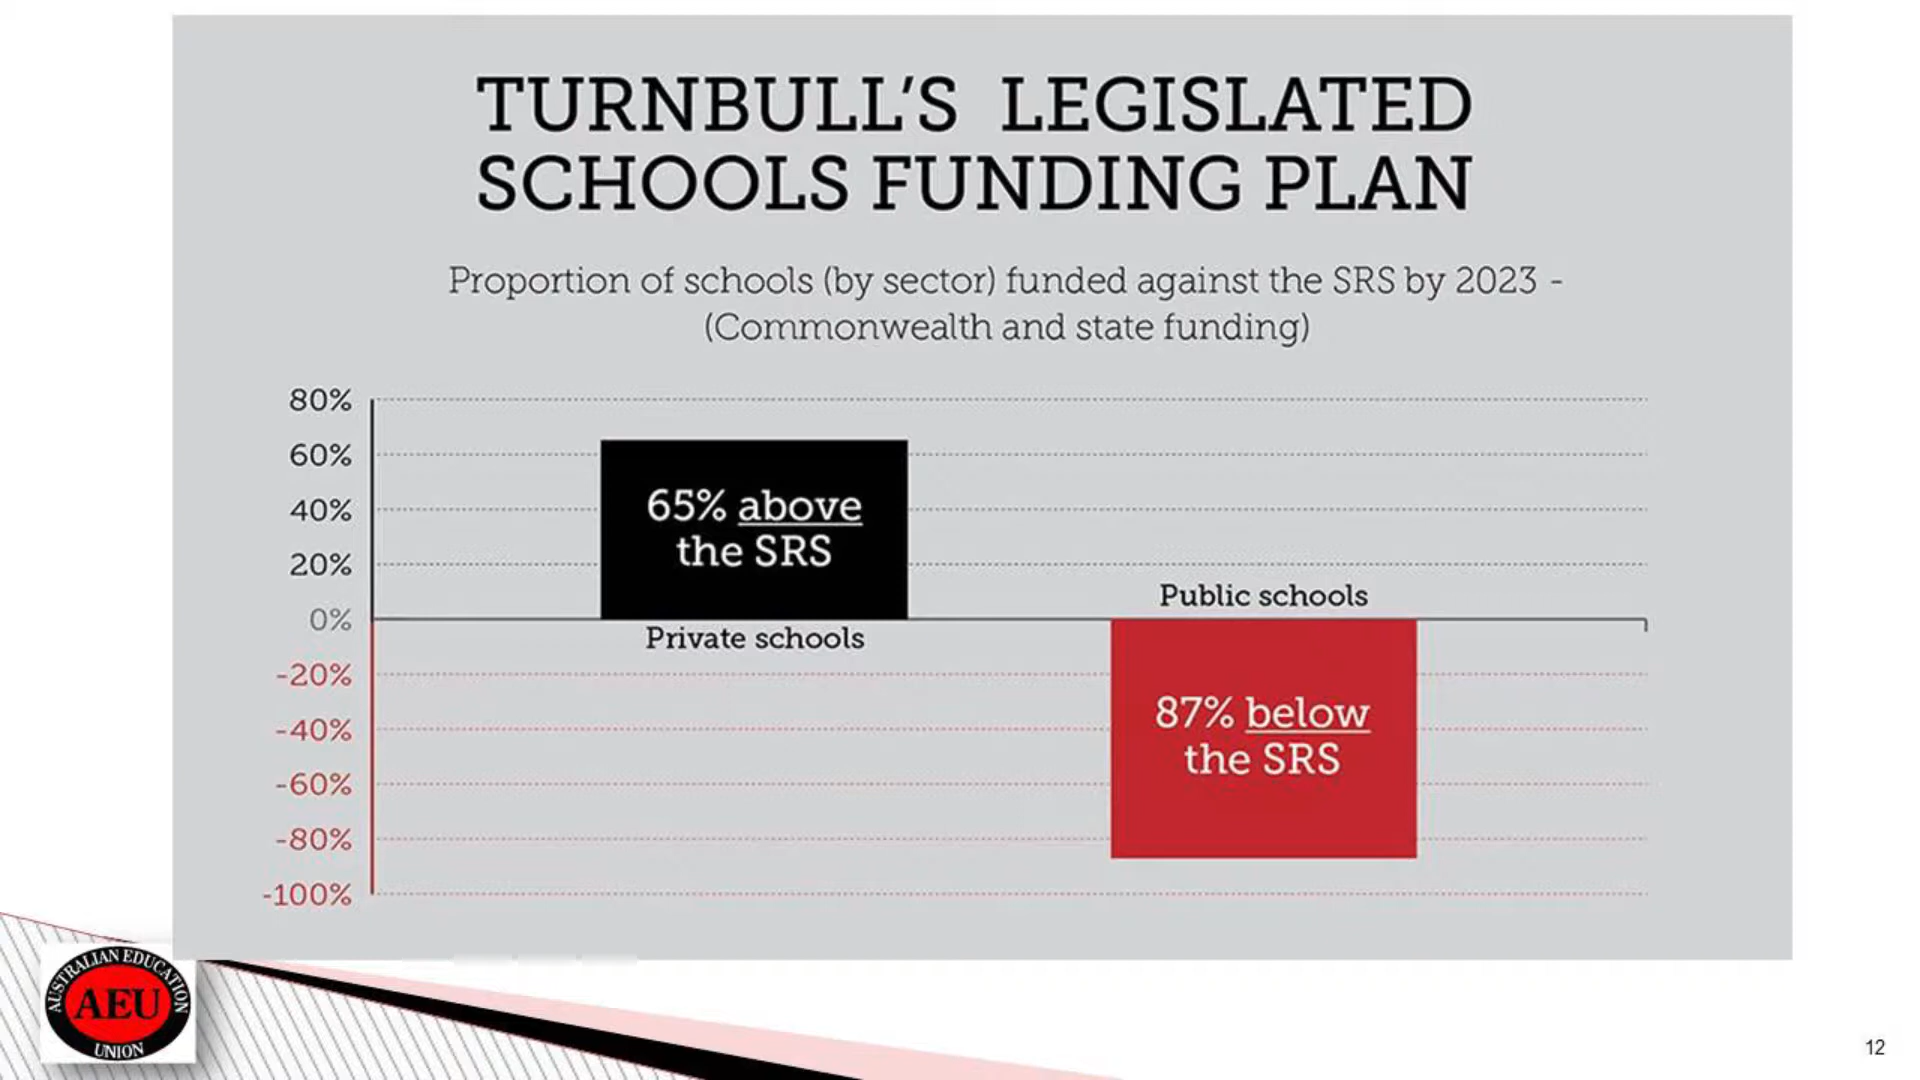 TURNBULL'S LEGISLATED
SCHOOLS FUNDING PLAN
Proportion of schools (by sector) funded against the SRS by 2023 -
(Commonwealth and state funding)
80%
60%
40%
20%
0%
-20%
-40%
-60%
-80%
-100%
65% above
the SRS
Private schools
Public schools
87% below
the SRS
AUSTRALIAN EDUCATION
AEU
UNION
12